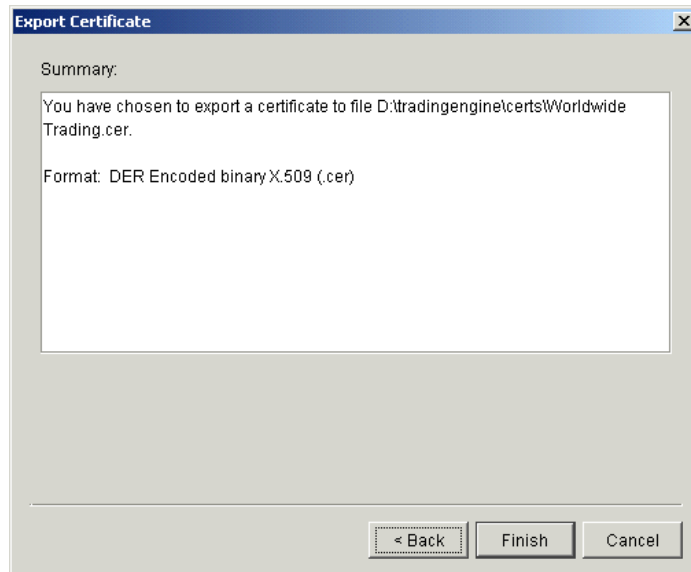 Export Certificate
Summary:
You have chosen to export a certificate to file D:\tradingengine\certs\Worldwide
Trading.cer.
Format:  DER Encoded binary X.509 (.cer)
< Back
Finish
Cancel